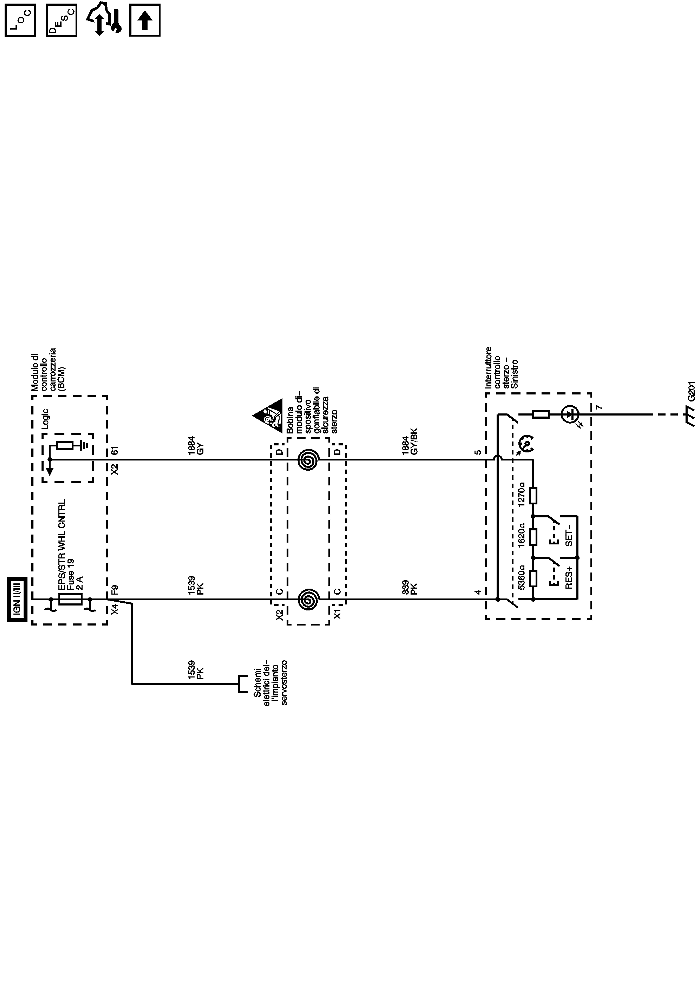 LOC
DESC
Modulo di
controllo
carrozzeria
(BCM)
Logic
EPS/STR WHL CNTRL
Fuse 19
2 A
IGN I/III
61
X2
F9
X4
1884
GY
1539
PK
1539
PK
Schemi
elettrici del-
l'impianto
servosterzo
Bobina
modulo di-
spositivo
gonfiabile di
sicurezza
sterzo
D
D
C
C
X2
X1
1884
GY/BK
839
PK
Interruttore
controllo
sterzo -
Sinistro
5
4
7
1270Ω
1620Ω
5360Ω
SET-
RES+
G201